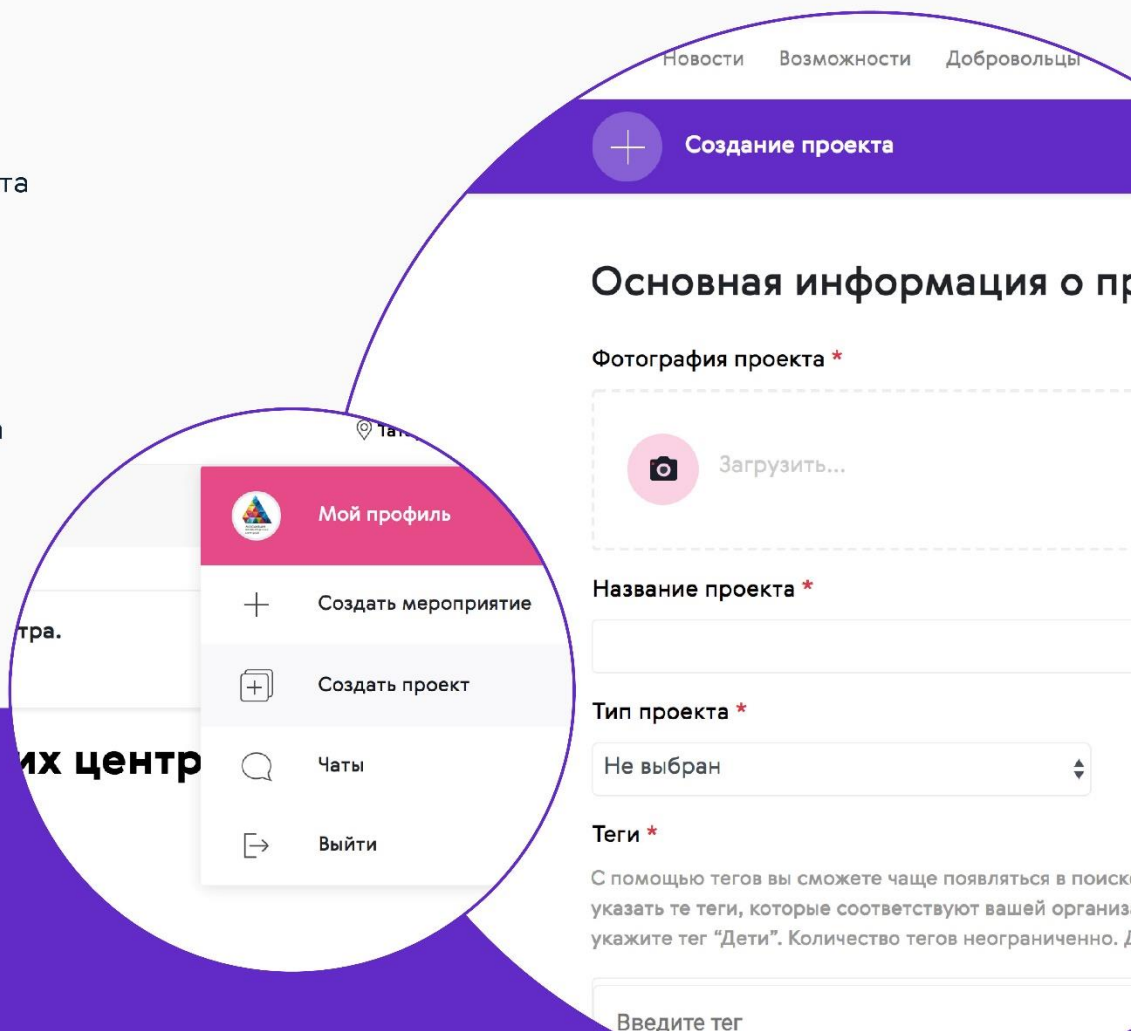 Новости Возможности Добровольцы
Создание проекта
та
Основная информация о пр
Фотография проекта *
Загрузить...
Мой профиль
Название проекта *
Создать мероприятие
тра.
Создать проект
Тип проекта *
их центр
Чаты
Не выбран
Теги *
Выйти
С помощью тегов вы сможете чаще появляться в поиск
указать те теги, которые соответствуют вашей организ
укажите тег “Дети”. Количество тегов неограниченно.
Введите тег